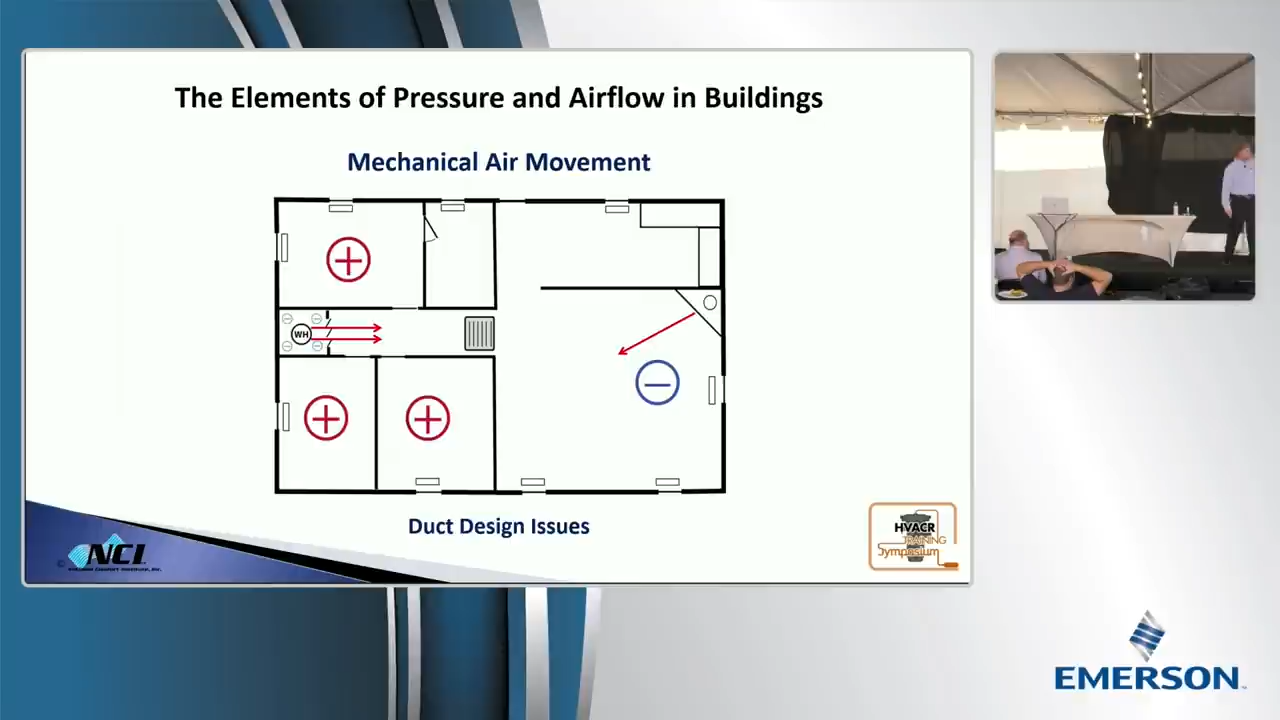 The Elements of Pressure and Airflow in Buildings
Mechanical Air Movement
WH
Duct Design Issues
© NCI
HVACR
TRAINING
Symposium
EMERSON